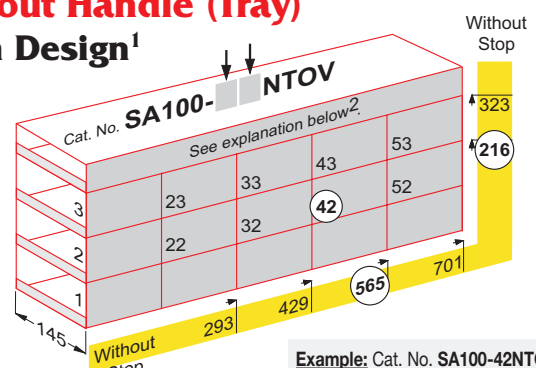 out Handle (Tray)
Design¹
Without
Stop
Cat. No. SA100- NTOV
See explanation below².
323
216
53
43
33
23
3
52
42
32
22
2
1
145
Without
293
429
565
701
Example: Cat. No. SA100-42NTO